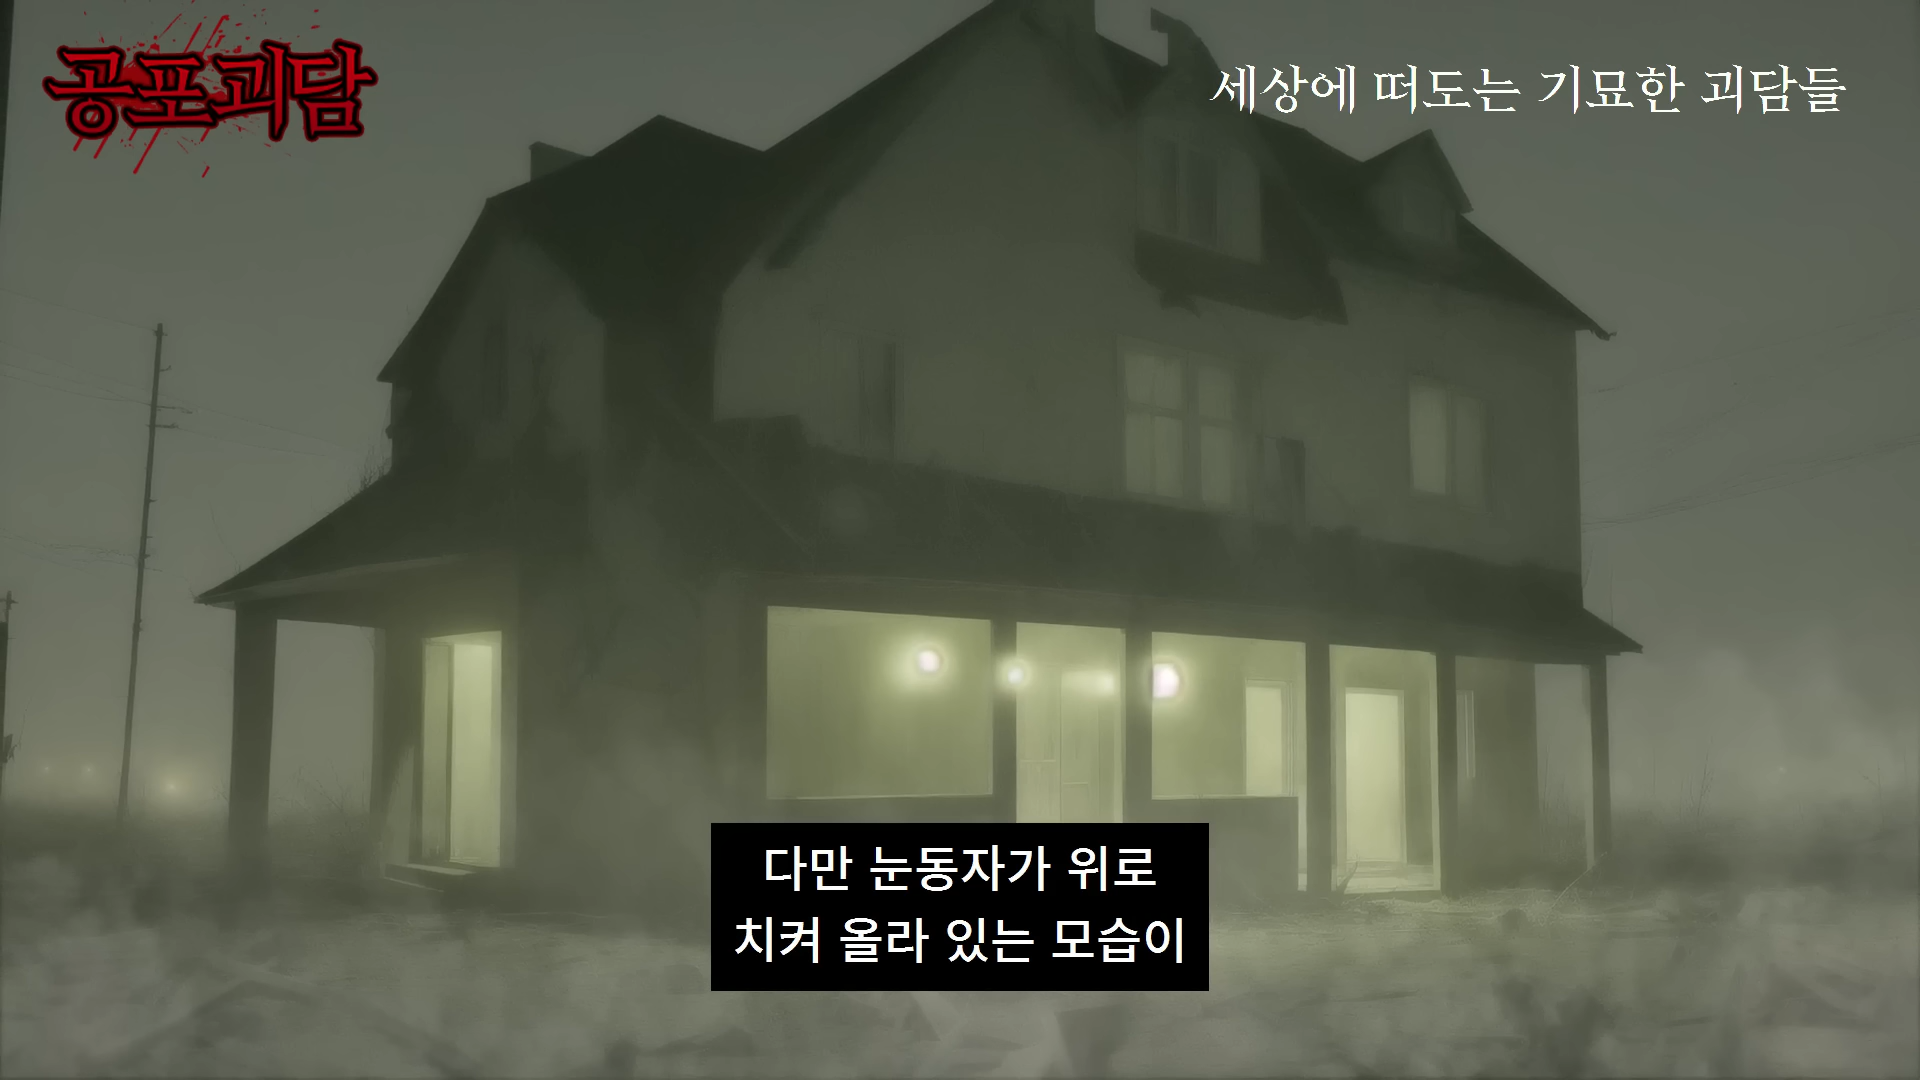 공포괴담
세상에 떠도는 기묘한 괴담들
다만 눈동자가 위로
치켜 올라 있는 모습이